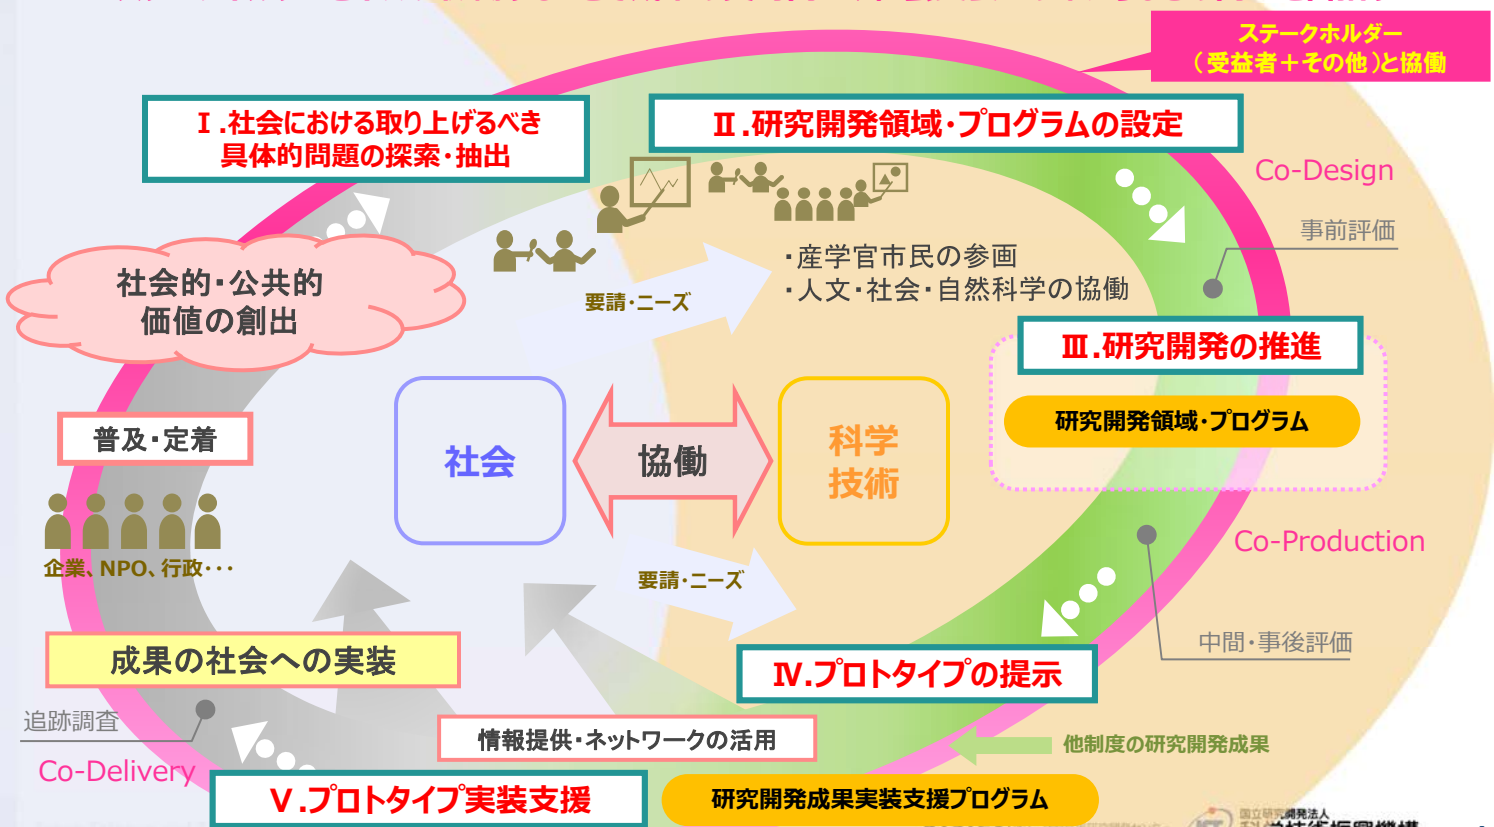 ステークホルダー
（受益者＋その他）と協働
Ⅰ.社会における取り上げるべき
具体的問題の探索・抽出
Ⅱ.研究開発領域・プログラムの設定
Co-Design
事前評価
社会的・公共的
価値の創出
要請・ニーズ
・産学官市民の参画
・人文・社会・自然科学の協働
Ⅲ.研究開発の推進
研究開発領域・プログラム
普及・定着
社会
協働
科学
技術
企業、NPO、行政・・・
要請・ニーズ
Co-Production
中間・事後評価
成果の社会への実装
Ⅳ.プロトタイプの提示
追跡調査
情報提供・ネットワークの活用
他制度の研究開発成果
Co-Delivery
Ⅴ.プロトタイプ実装支援
研究開発成果実装支援プログラム
国立研究開発法人